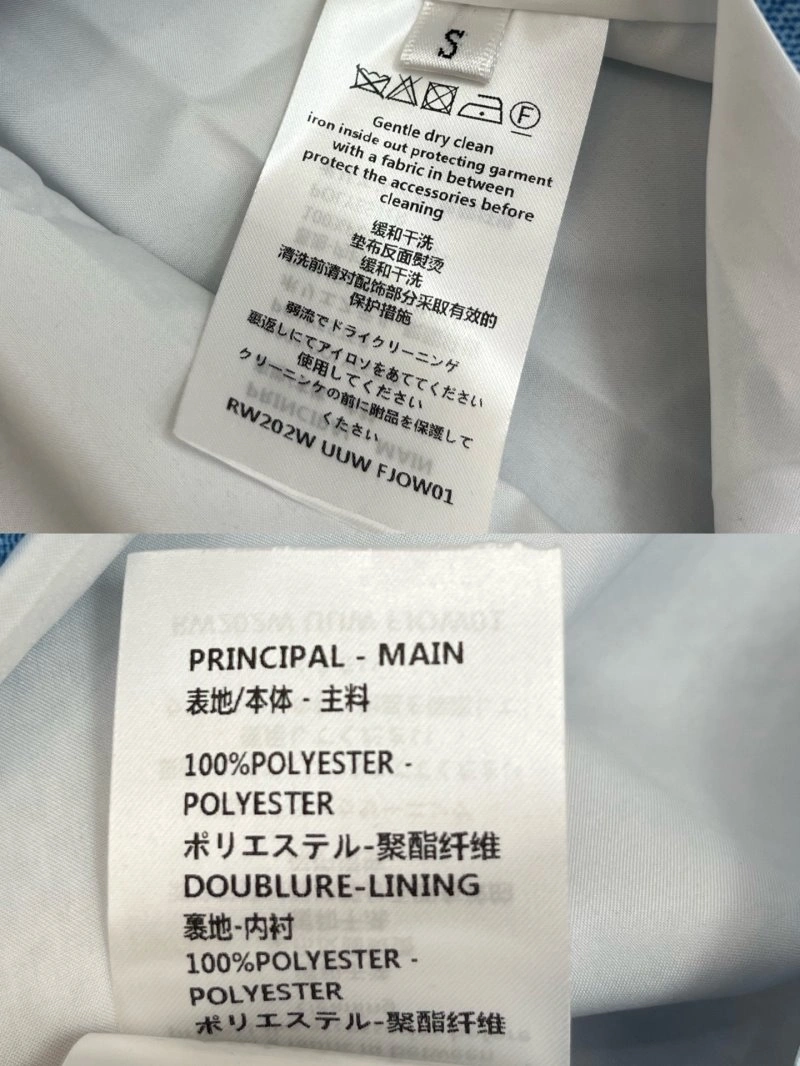 S
F
Gentle dry clean
iron inside out protecting garment
with a fabric in between
protect the accessories before
cleaning
缓和干洗
垫布反面熨烫
缓和干洗
清洗前请对配饰部分采取有效的
保护措施
弱流でドライクリーニンゲ
裏返しにてアイロソをあててください
使用してください
クリーニンケの前に附品を保護して
くたさい
RW202W UUW FJOW01
PRINCIPAL - MAIN
表地/本体 - 主料
100%POLYESTER -
POLYESTER
ポリエステル-聚酯纤维
DOUBLURE-LINING
裏地-内衬
100%POLYESTER -
POLYESTER
ポリエステル-聚酯纤维